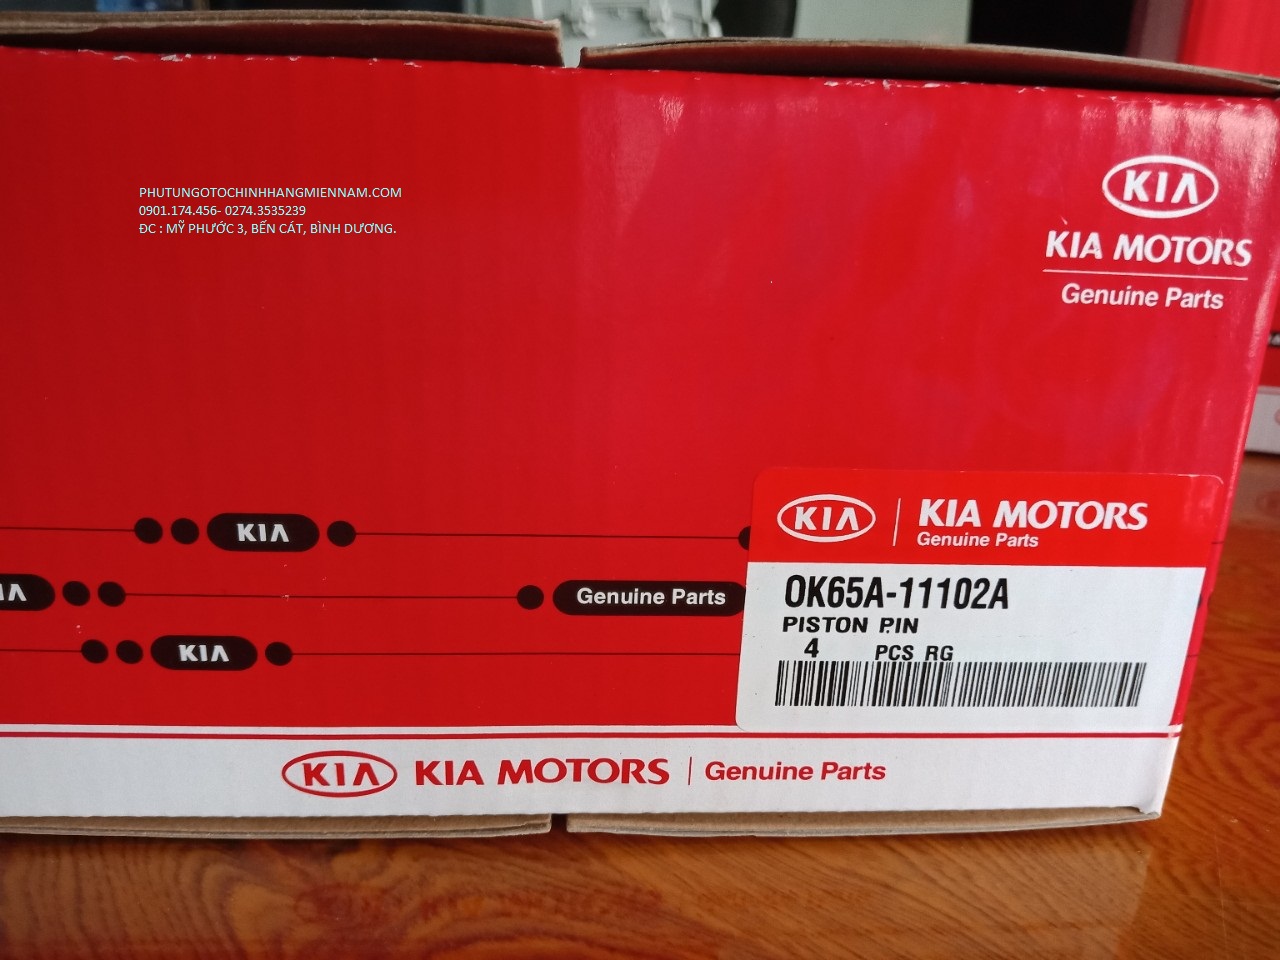 PHUTUNGOTOCHINHHANGMIENNAM.COM
0901.174.456- 0274.3535239
ĐC : MỸ PHƯỚC 3, BẾN CÁT, BÌNH DƯƠNG.
KIA
KIA MOTORS
Genuine Parts
KIA
KIA MOTORS
Genuine Parts
OK65A-11102A
PISTON PIN
4 PCS RG
KIA
Genuine Parts
KIA
KIA KIA MOTORS Genuine Parts